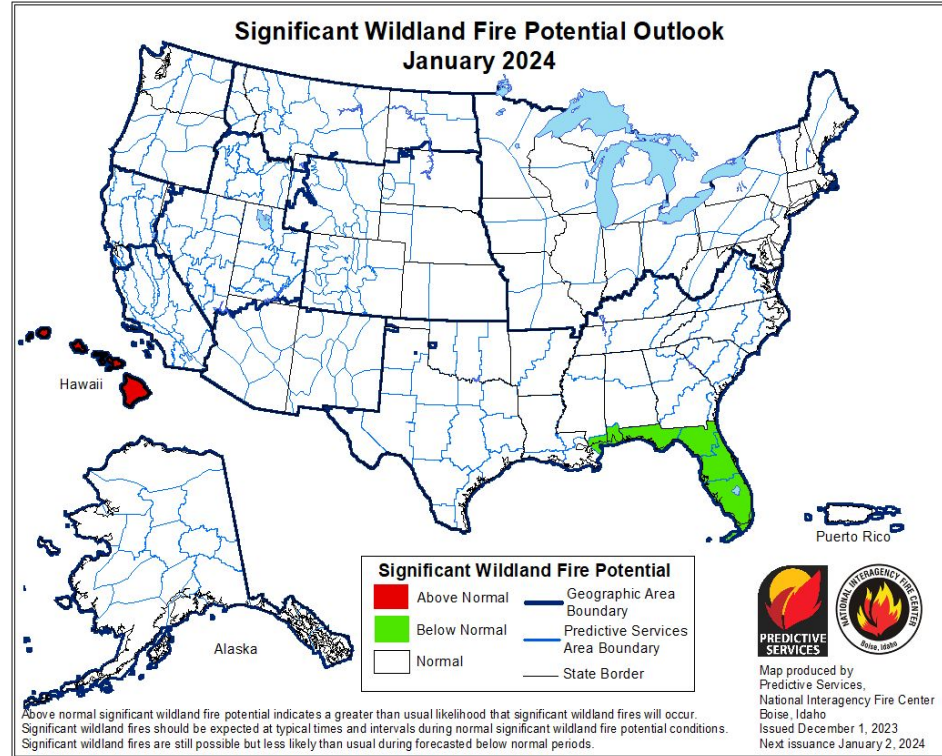 Significant Wildland Fire Potential Outlook
January 2024
Hawaii
Alaska
Puerto Rico
Significant Wildland Fire Potential
Above Normal
Below Normal
Normal
Geographic Area
Boundary
Predictive Services
Area Boundary
State Border
PREDICTIVE
SERVICES
NATIONAL INTERAGENCY FIRE CENTER
Boise, Idaho
Map produced by
Predictive Services,
National Interagency Fire Center
Boise, Idaho
Issued December 1, 2023
Next issuance January 2, 2024
Above normal significant wildland fire potential indicates a greater than usual likelihood that significant wildland fires will occur.
Significant wildland fires should be expected at typical times and intervals during normal significant wildland fire potential conditions.
Significant wildland fires are still possible but less likely than usual during forecasted below normal periods.